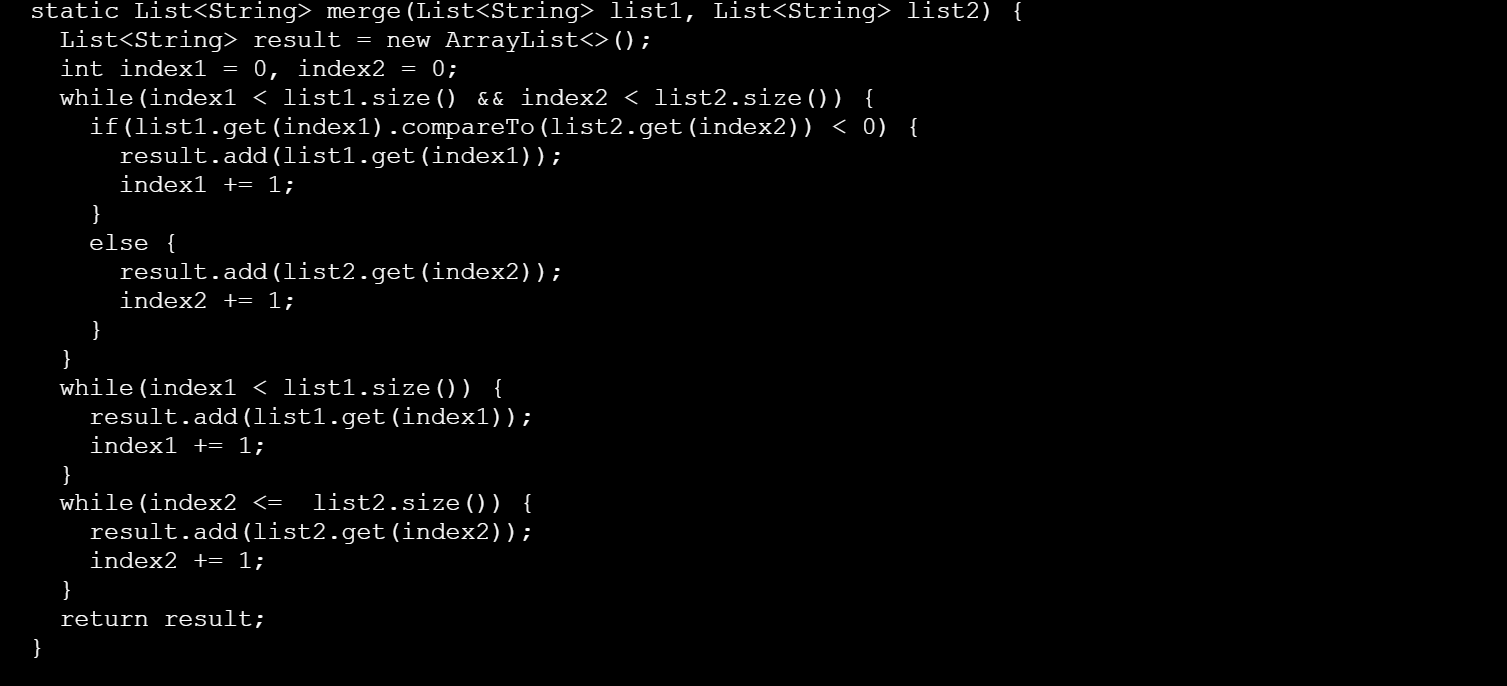 static List<String> merge(List<String> list1, List<String> list2) {
  List<String> result = new ArrayList<>();
  int index1 = 0, index2 = 0;
  while(index1 < list1.size() && index2 < list2.size()) {
    if(list1.get(index1).compareTo(list2.get(index2)) < 0) {
      result.add(list1.get(index1));
      index1 += 1;
    }
    else {
      result.add(list2.get(index2));
      index2 += 1;
    }
  }
  while(index1 < list1.size()) {
    result.add(list1.get(index1));
    index1 += 1;
  }
  while(index2 <=  list2.size()) {
    result.add(list2.get(index2));
    index2 += 1;
  }
  return result;
}